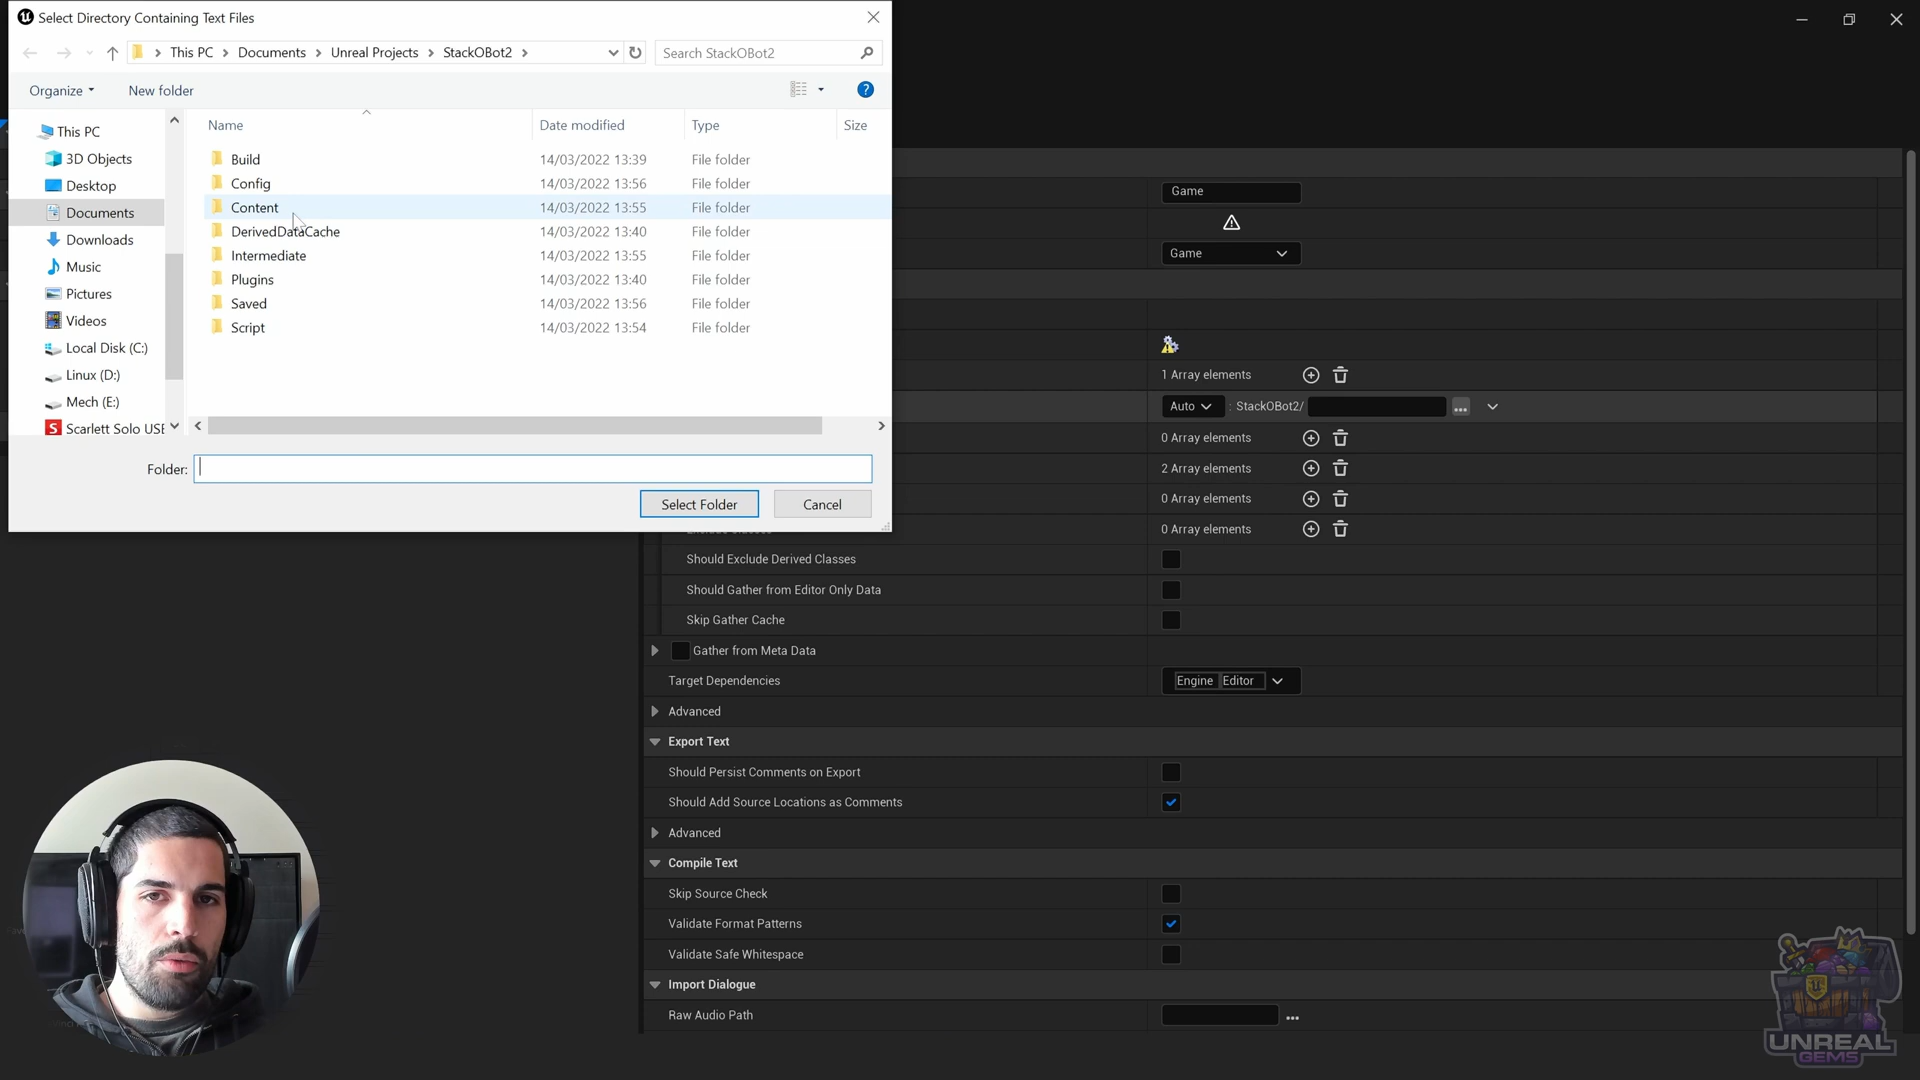 Select Directory Containing Text Files
This PC > Documents > Unreal Projects > StackOBot2 >
Search StackOBot2
Organize
New folder
Name
Date modified
Type
Size
This PC
3D Objects
Desktop
Documents
Downloads
Music
Pictures
Videos
Local Disk (C:)
Linux (D:)
Mech (E:)
Scarlett Solo USE
Build 14/03/2022 13:39 File folder
Config 14/03/2022 13:56 File folder
Content 14/03/2022 13:55 File folder
DerivedDataCache 14/03/2022 13:40 File folder
Intermediate 14/03/2022 13:55 File folder
Plugins 14/03/2022 13:40 File folder
Saved 14/03/2022 13:56 File folder
Script 14/03/2022 13:54 File folder
Folder:
Select Folder
Cancel
Game
Game
1 Array elements
Auto : StackOBot2/ ...
0 Array elements
2 Array elements
0 Array elements
0 Array elements
Should Exclude Derived Classes
Should Gather from Editor Only Data
Skip Gather Cache
Gather from Meta Data
Target Dependencies
Engine Editor
Advanced
Export Text
Should Persist Comments on Export
Should Add Source Locations as Comments
Advanced
Compile Text
Skip Source Check
Validate Format Patterns
Validate Safe Whitespace
Import Dialogue
Raw Audio Path ...
UNREAL
GEMS